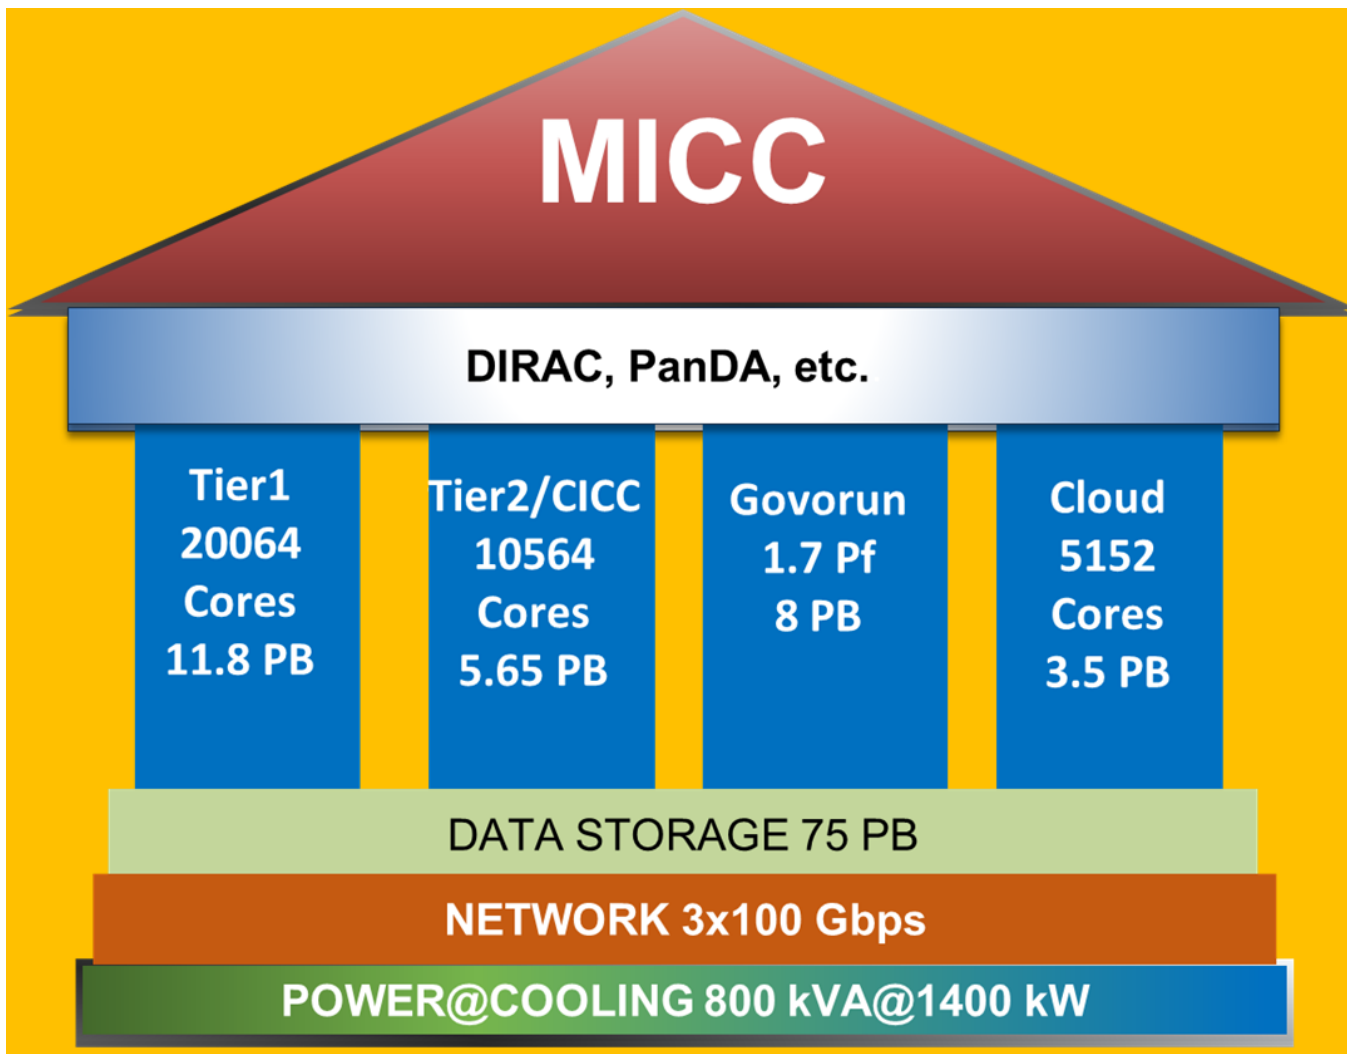 MICC
DIRAC, PanDA, etc.
Tier1
20064
Cores
11.8 PB
Tier2/CICC
10564
Cores
5.65 PB
Govorun
1.7 Pf
8 PB
Cloud
5152
Cores
3.5 PB
DATA STORAGE 75 PB
NETWORK 3x100 Gbps
POWER@COOLING 800 kVA@1400 kW